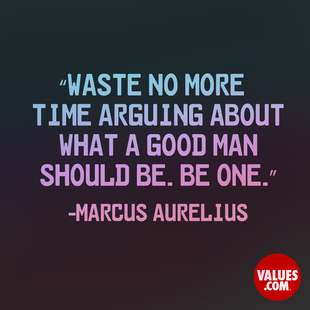 “WASTE NO MORE
TIME ARGUING ABOUT
WHAT A GOOD MAN
SHOULD BE. BE ONE.”
-MARCUS AURELIUS
VALUES
.COM